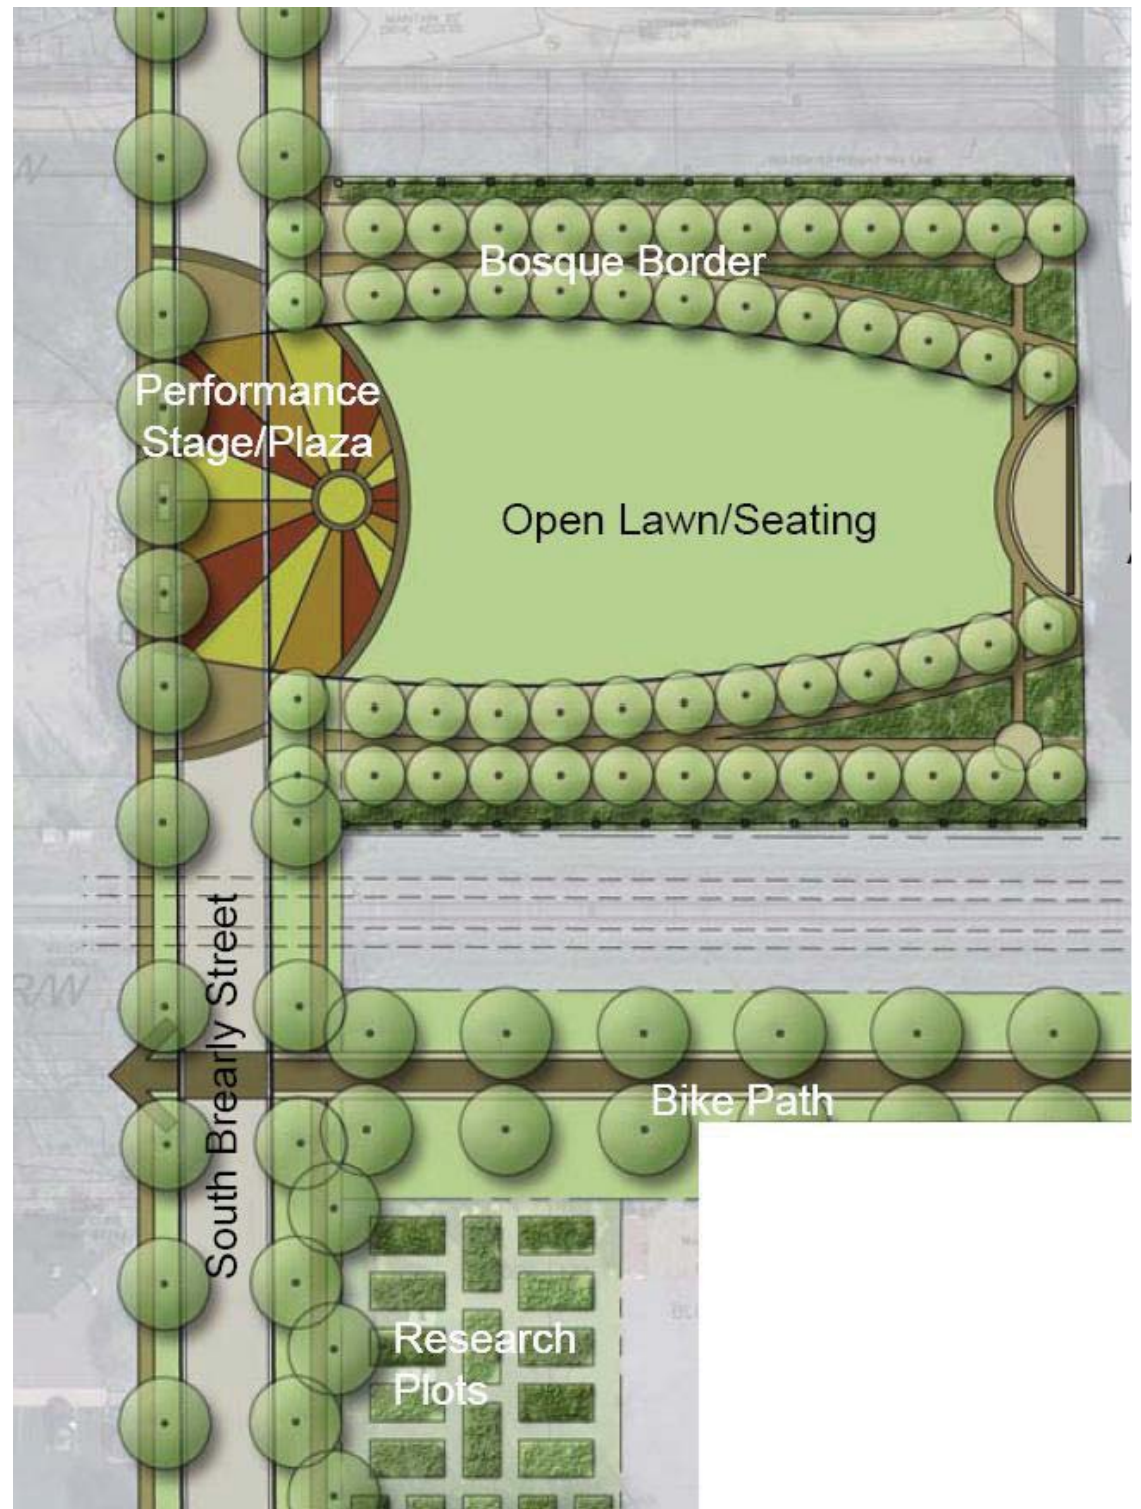 Bosque Border
Performance
Stage/Plaza
Open Lawn/Seating
South Brearly Street
R/W
Bike Path
Research
Plots